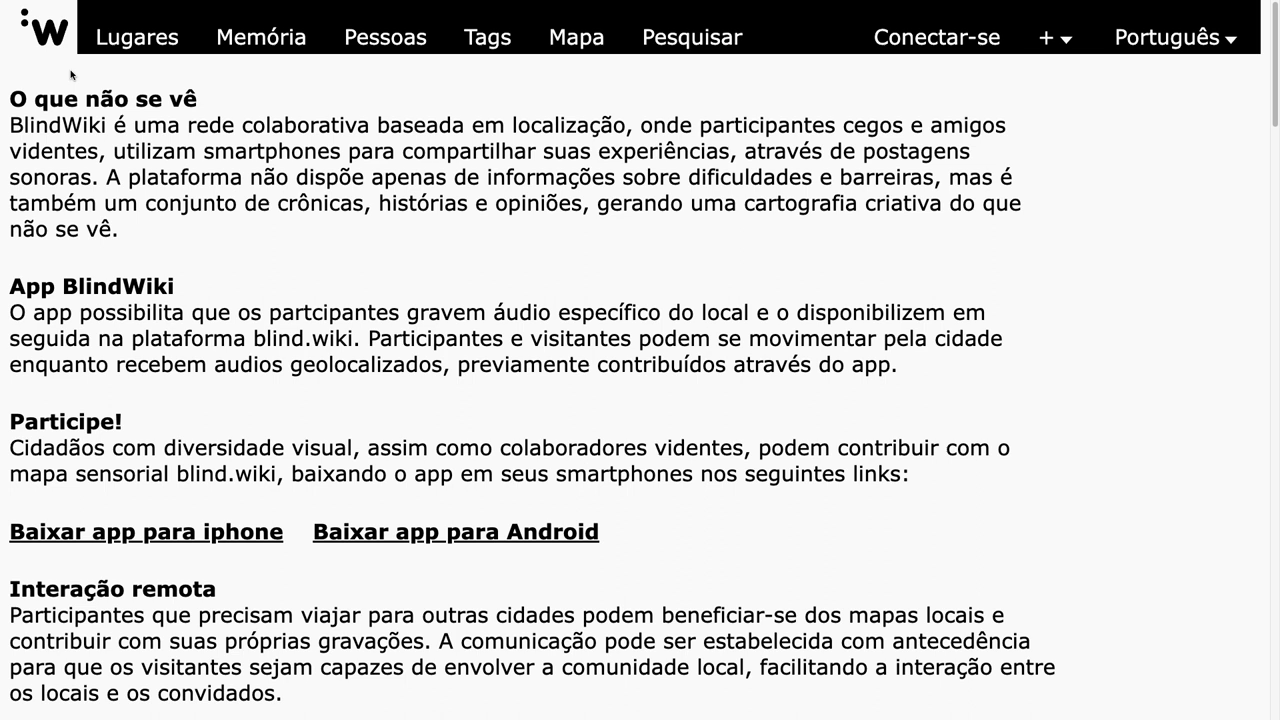 :w Lugares Memória Pessoas Tags Mapa Pesquisar Conectar-se + Português
O que não se vê
BlindWiki é uma rede colaborativa baseada em localização, onde participantes cegos e amigos
videntes, utilizam smartphones para compartilhar suas experiências, através de postagens
sonoras. A plataforma não dispõe apenas de informações sobre dificuldades e barreiras, mas é
também um conjunto de crônicas, histórias e opiniões, gerando uma cartografia criativa do que
não se vê.
App BlindWiki
O app possibilita que os partcipantes gravem áudio específico do local e o disponibilizem em
seguida na plataforma blind.wiki. Participantes e visitantes podem se movimentar pela cidade
enquanto recebem audios geolocalizados, previamente contribuídos através do app.
Participe!
Cidadãos com diversidade visual, assim como colaboradores videntes, podem contribuir com o
mapa sensorial blind.wiki, baixando o app em seus smartphones nos seguintes links:
Baixar app para iphone Baixar app para Android
Interação remota
Participantes que precisam viajar para outras cidades podem beneficiar-se dos mapas locais e
contribuir com suas próprias gravações. A comunicação pode ser estabelecida com antecedência
para que os visitantes sejam capazes de envolver a comunidade local, facilitando a interação entre
os locais e os convidados.